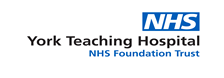 NHS
York Teaching Hospital
NHS Foundation Trust